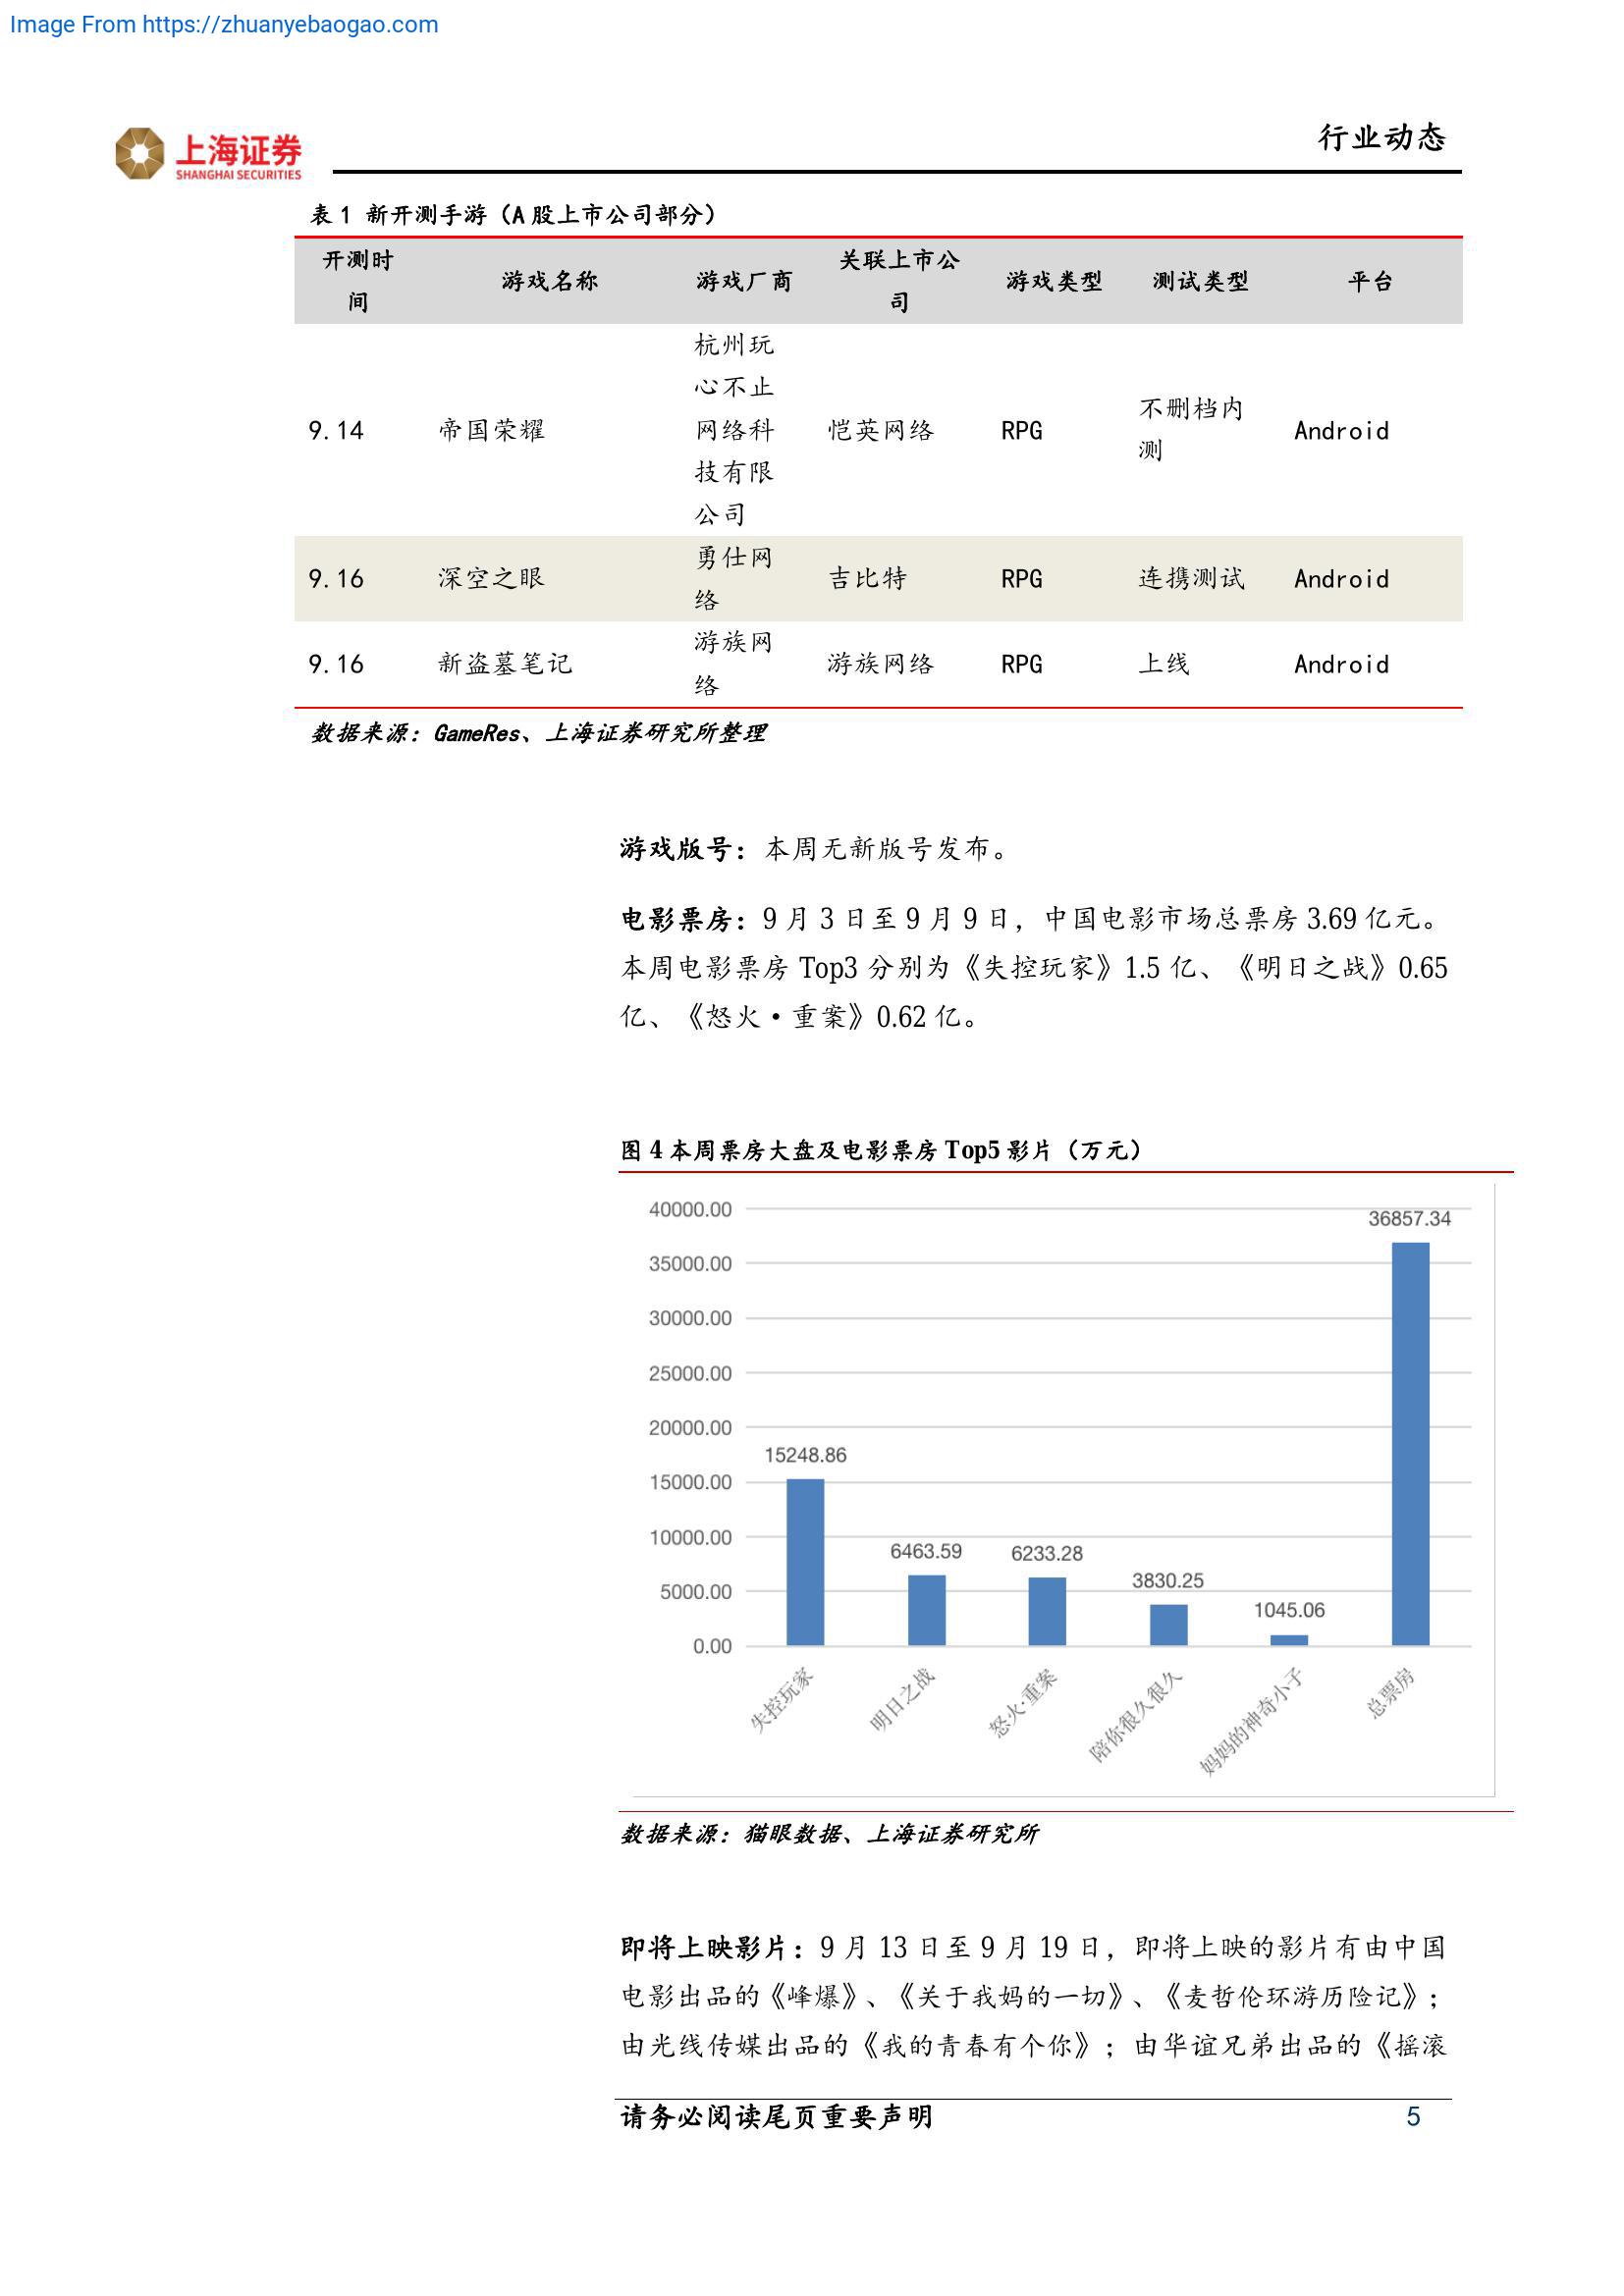 Image From https://zhuanyebaogao.com
上海证券
SHANGHAI SECURITIES
行业动态
表 1 新开测手游（A 股上市公司部分）
开测时间 游戏名称 游戏厂商 关联上市公司 游戏类型 测试类型 平台
9.14 帝国荣耀 杭州玩心不止网络科技有限公司 恺英网络 RPG 不删档内测 Android
9.16 深空之眼 勇仕网络 吉比特 RPG 连携测试 Android
9.16 新盗墓笔记 游族网络 游族网络 RPG 上线 Android
数据来源：GameRes、上海证券研究所整理
游戏版号：本周无新版号发布。
电影票房：9 月 3 日至 9 月 9 日，中国电影市场总票房 3.69 亿元。
本周电影票房 Top3 分别为《失控玩家》1.5 亿、《明日之战》0.65
亿、《怒火·重案》0.62 亿。
图 4 本周票房大盘及电影票房 Top5 影片（万元）
40000.00
35000.00
30000.00
25000.00
20000.00
15000.00
10000.00
5000.00
0.00
15248.86
6463.59
6233.28
3830.25
1045.06
36857.34
失控玩家
明日之战
怒火·重案
陪你很久很久
妈妈的神奇小子
总票房
数据来源：猫眼数据、上海证券研究所
即将上映影片：9 月 13 日至 9 月 19 日，即将上映的影片有由中国
电影出品的《峰爆》、《关于我妈的一切》、《麦哲伦环游历险记》；
由光线传媒出品的《我的青春有个你》；由华谊兄弟出品的《摇滚
请务必阅读尾页重要声明
5